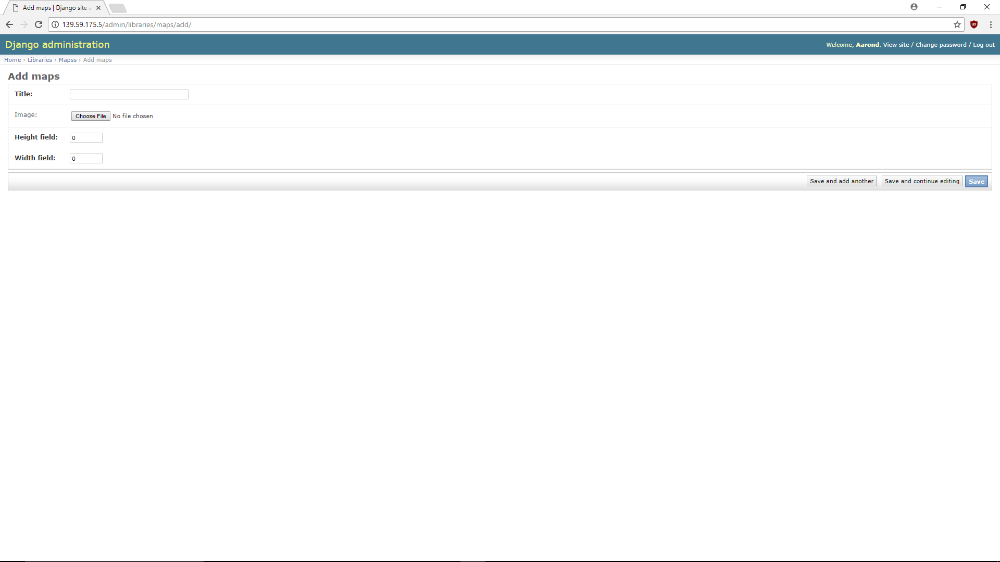 Add maps | Django site a
139.59.175.5/admin/libraries/maps/add/
Django administration
Welcome, Aarond. View site / Change password / Log out
Home › Libraries › Mapss › Add maps
Add maps
Title:
Image: Choose File No file chosen
Height field: 0
Width field: 0
Save and add another Save and continue editing Save